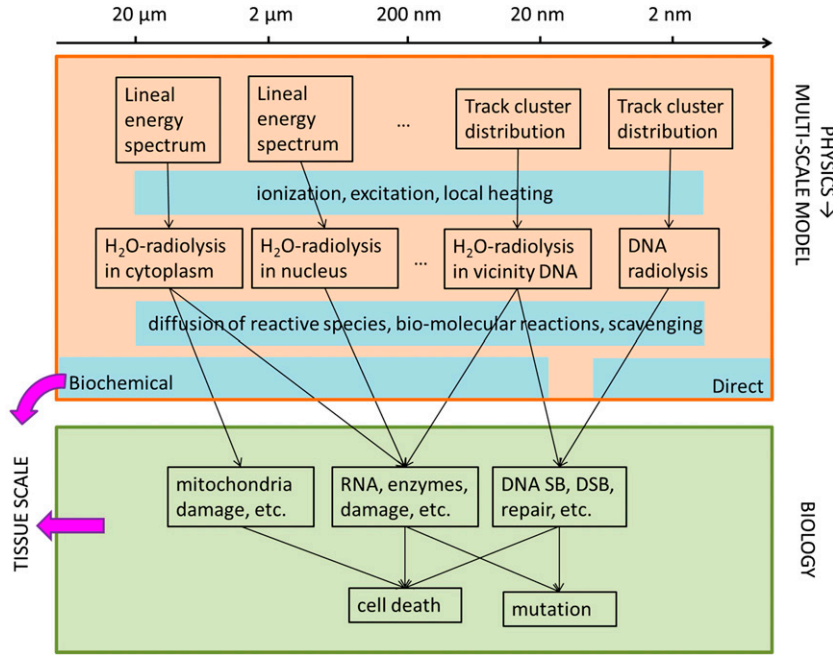 20 µm 2 µm 200 nm 20 nm 2 nm
Lineal
energy
spectrum
Lineal
energy
spectrum
...
Track cluster
distribution
Track cluster
distribution
ionization, excitation, local heating
H₂O-radiolysis
in cytoplasm
H₂O-radiolysis
in nucleus
...
H₂O-radiolysis
in vicinity DNA
DNA
radiolysis
diffusion of reactive species, bio-molecular reactions, scavenging
Biochemical
Direct
PHYSICS →
MULTI-SCALE MODEL
mitochondria
damage, etc.
RNA, enzymes,
damage, etc.
DNA SB, DSB,
repair, etc.
cell death
mutation
TISSUE SCALE
BIOLOGY